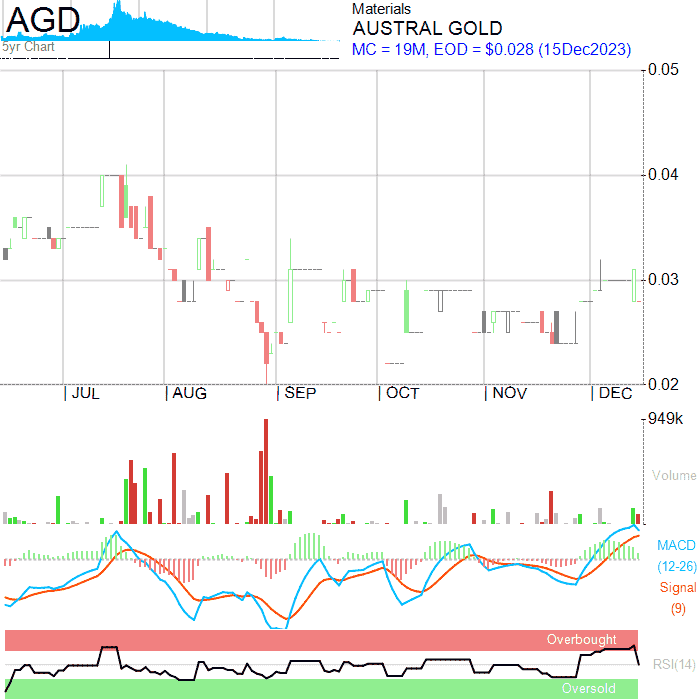 AGD
5yr Chart
Materials
AUSTRAL GOLD
MC = 19M, EOD = $0.028 (15Dec2023)
0.05
0.04
0.03
0.02
JUL AUG SEP OCT NOV DEC
949k
Volume
MACD
(12-26)
Signal
(9)
Overbought
RSI(14)
Oversold